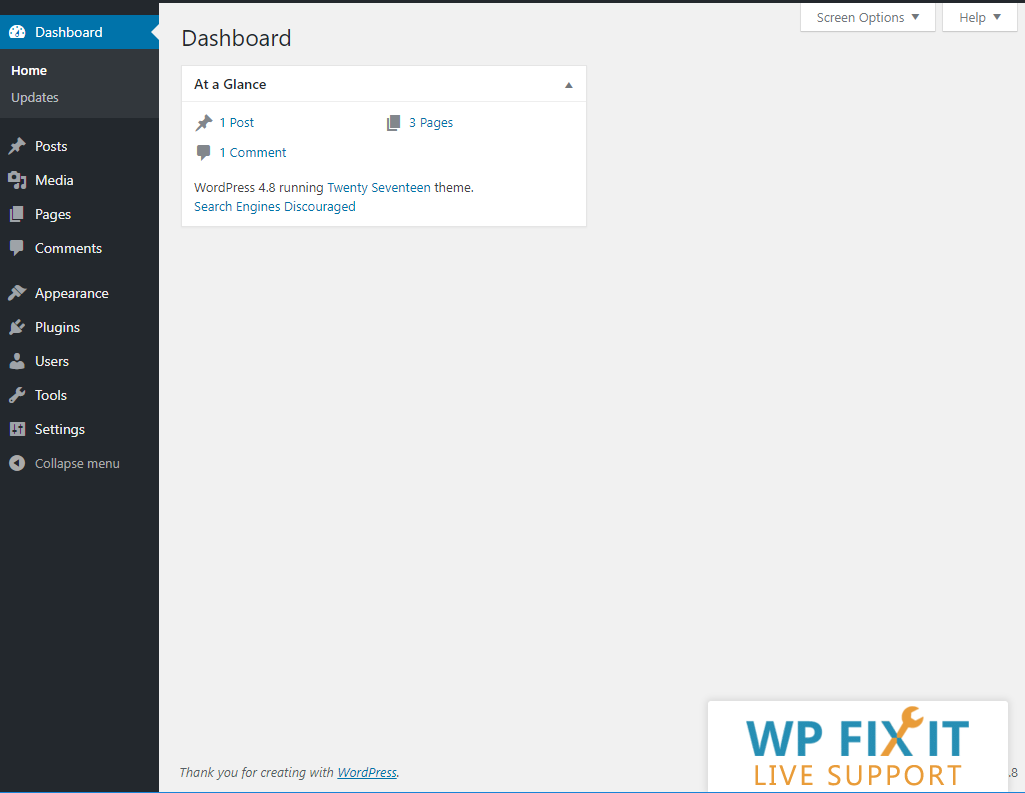 Screen Options
Help
Dashboard
Home
Updates
Posts
Media
Pages
Comments
Appearance
Plugins
Users
Tools
Settings
Collapse menu
Dashboard
At a Glance
1 Post
3 Pages
1 Comment
WordPress 4.8 running Twenty Seventeen theme.
Search Engines Discouraged
Thank you for creating with WordPress.
.8
WP FIX IT
LIVE SUPPORT